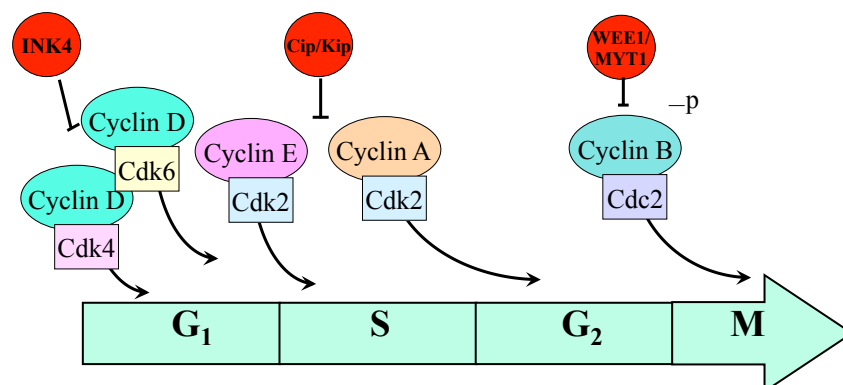 INK4
Cip/Kip
WEE1/
MYT1
–p
Cyclin D
Cyclin E
Cyclin A
Cyclin B
Cdk6
Cyclin D
Cdk2
Cdk2
Cdc2
Cdk4
G₁
S
G₂
M